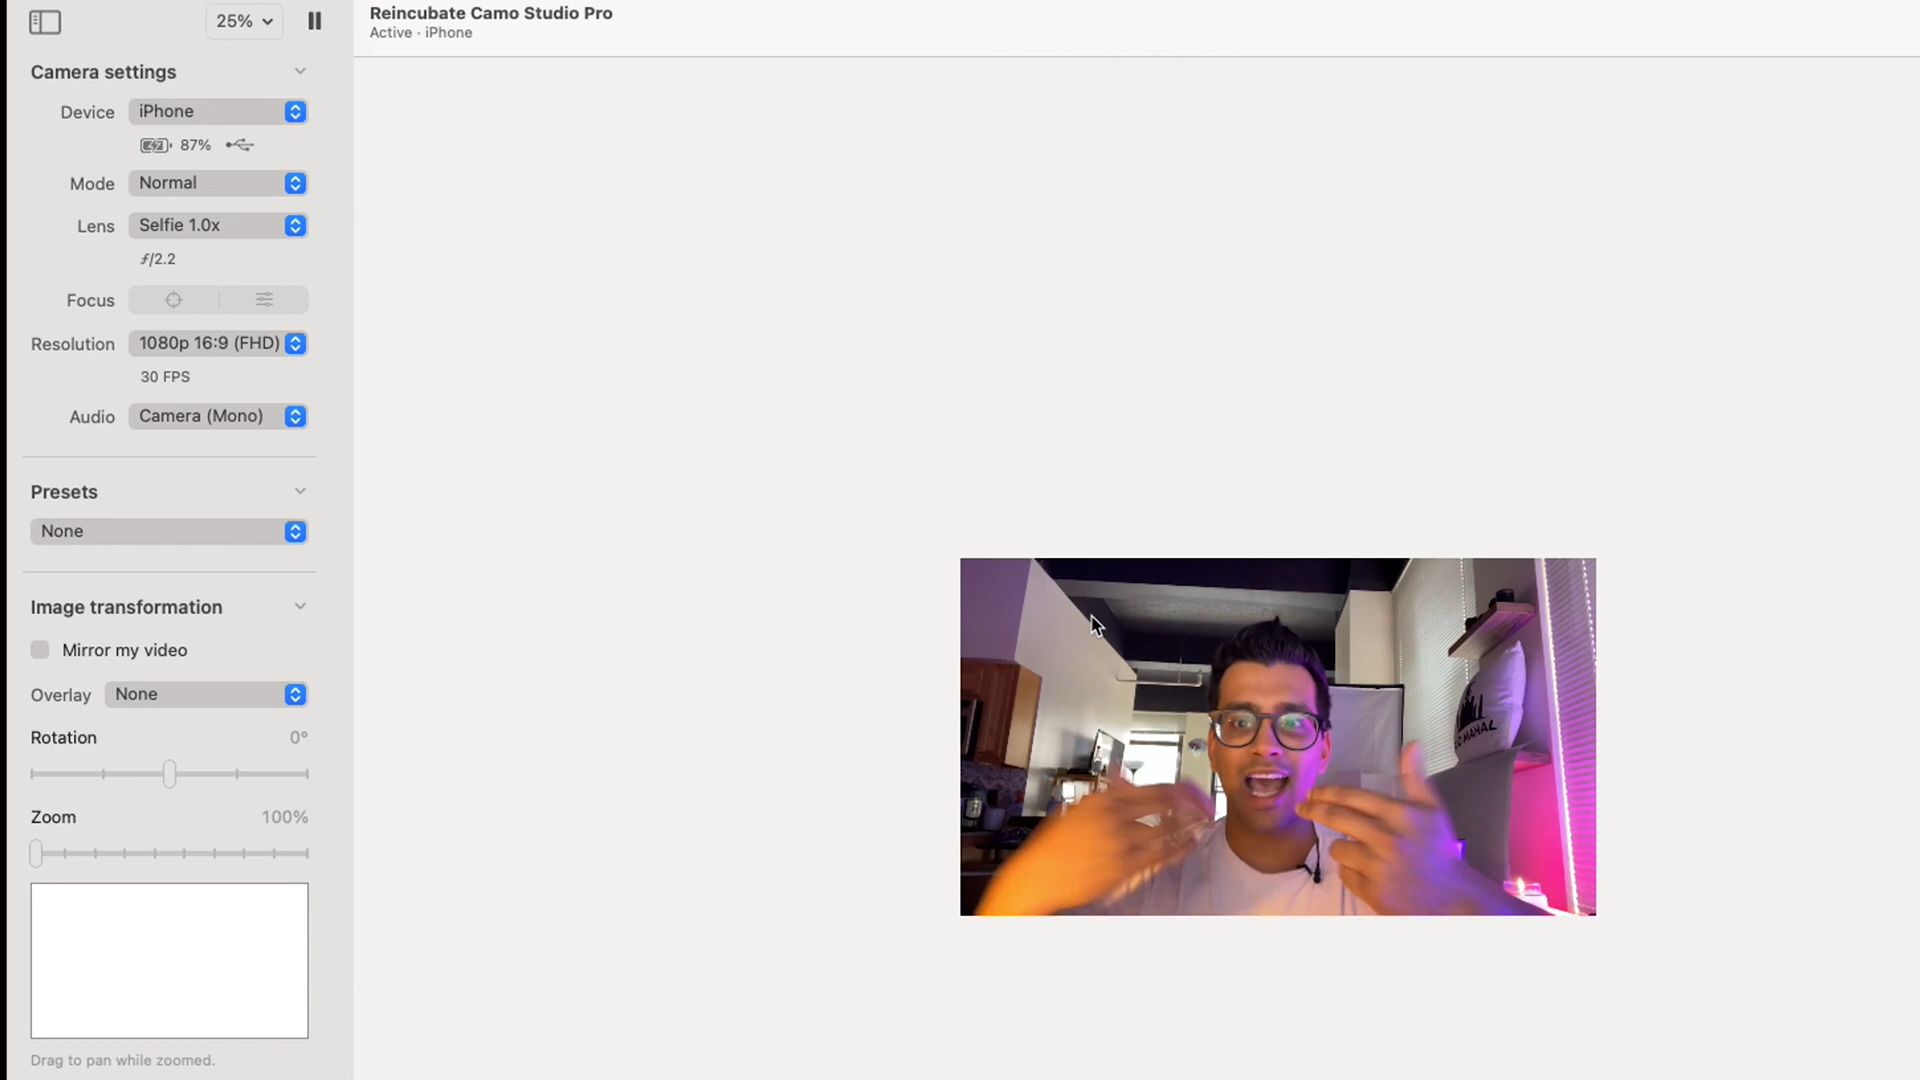 25%
Reincubate Camo Studio Pro
Active · iPhone
Camera settings
Device iPhone
87%
Mode Normal
Lens Selfie 1.0x
ƒ/2.2
Focus
Resolution 1080p 16:9 (FHD)
30 FPS
Audio Camera (Mono)
Presets
None
Image transformation
Mirror my video
Overlay None
Rotation 0°
Zoom 100%
Drag to pan while zoomed.
MAHAL